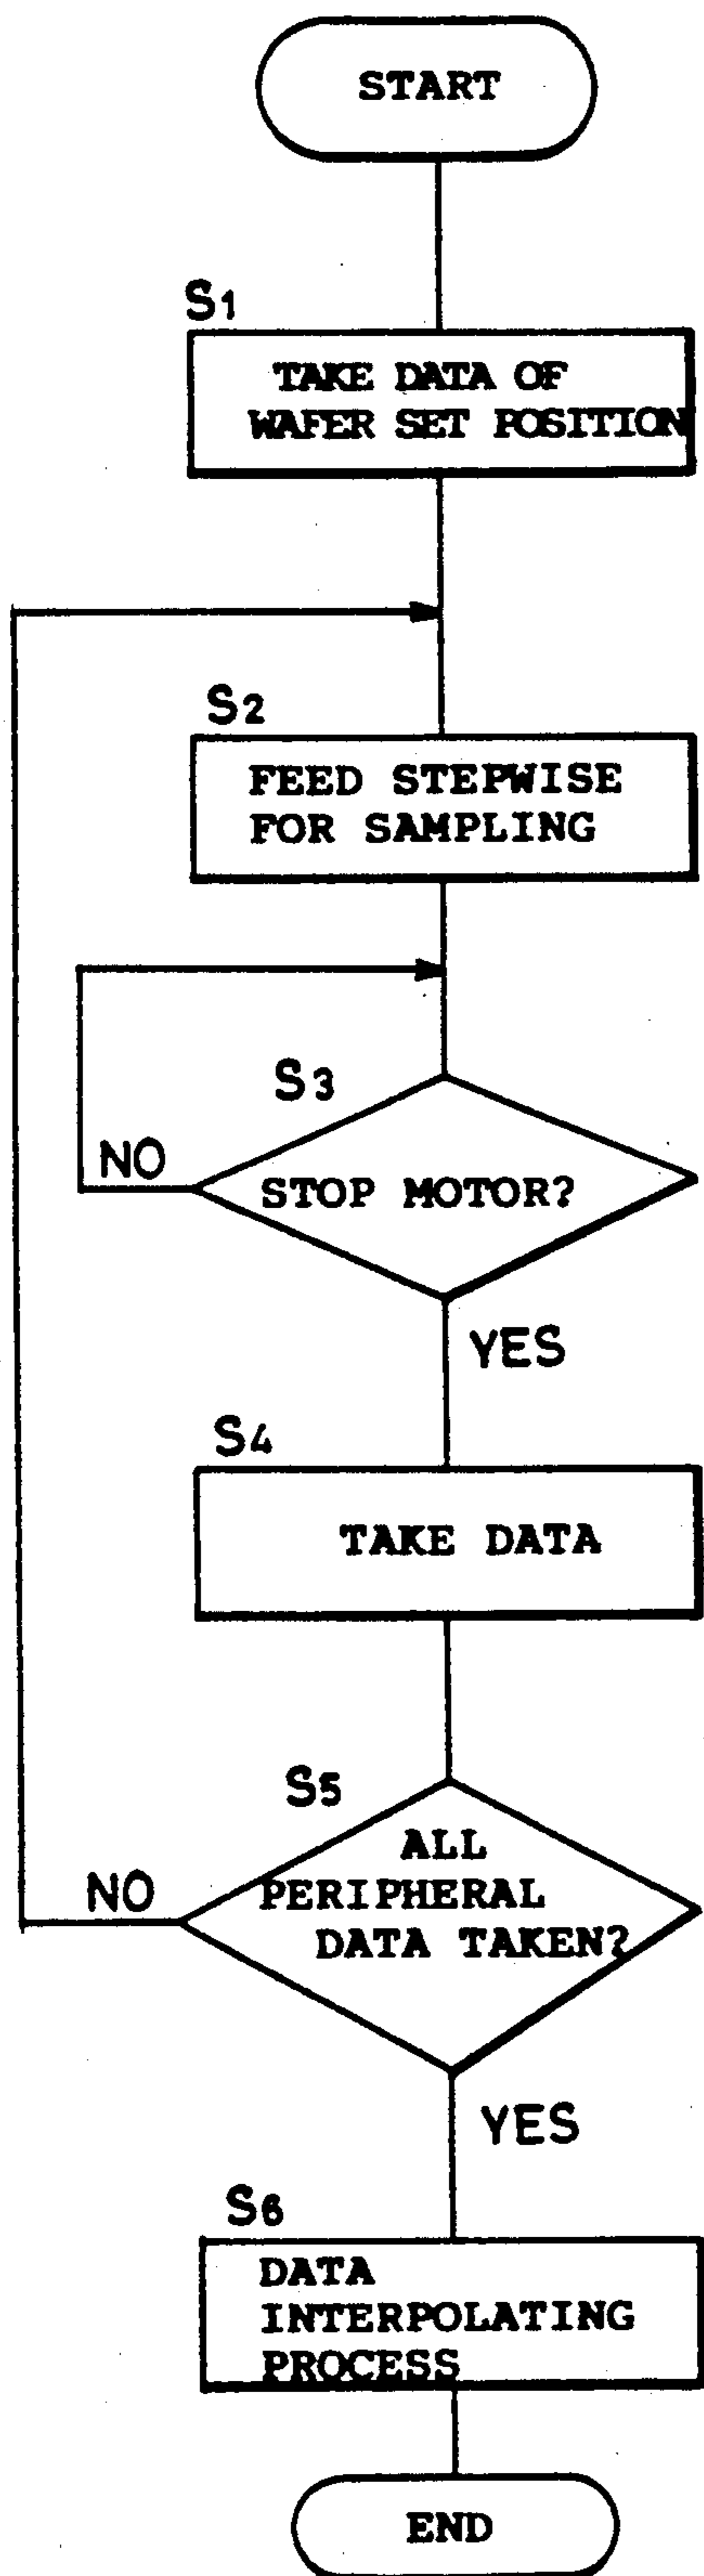 START
S1
TAKE DATA OF
WAFER SET POSITION
S2
FEED STEPWISE
FOR SAMPLING
S3
NO
STOP MOTOR?
YES
S4
TAKE DATA
S5
ALL
NO
PERIPHERAL
DATA TAKEN?
YES
S6
DATA
INTERPOLATING
PROCESS
END